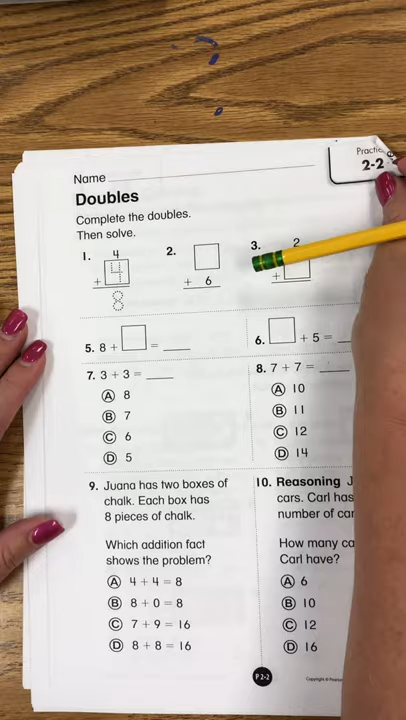 Practice
2-2
Name
Doubles
Complete the doubles.
Then solve.
1. 4
+ 4
8
2.
+ 6
3. 2
+
5. 8 + =
6. + 5 =
7. 3 + 3 =
A 8
B 7
C 6
D 5
8. 7 + 7 =
A 10
B 11
C 12
D 14
9. Juana has two boxes of
chalk. Each box has
8 pieces of chalk.
Which addition fact
shows the problem?
A 4 + 4 = 8
B 8 + 0 = 8
C 7 + 9 = 16
D 8 + 8 = 16
10. Reasoning J
cars. Carl has
number of
How many
Carl have?
A 6
B 10
C 12
D 16
P 2-2
Copyright ©